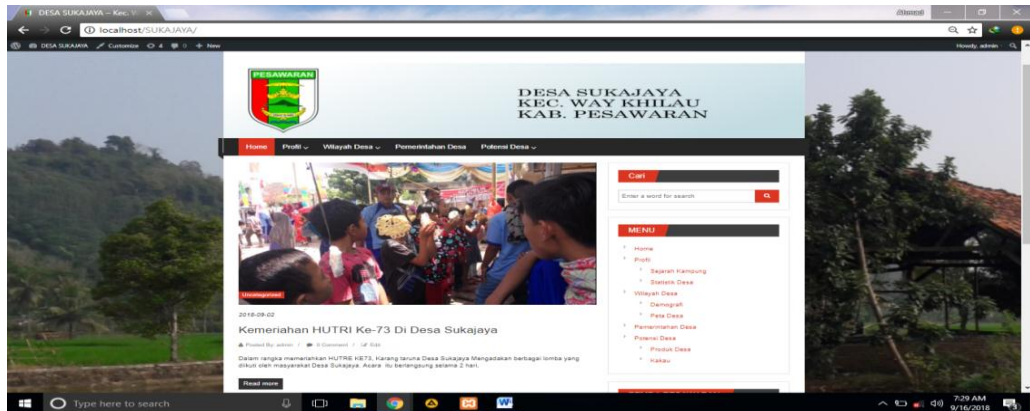 DESA SUKAJAYA – Kec. W
Ahmad
localhost/SUKAJAYA/
DESA SUKAJAYA Customize 4 0 + New
Howdy, admin
PESAWARAN
DESA SUKAJAYA
KEC. WAY KHILAU
KAB. PESAWARAN
Home Profil Wilayah Desa Pemerintahan Desa Potensi Desa
Uncategorized
2018-09-02
Kemeriahan HUTRI Ke-73 Di Desa Sukajaya
Posted By: admin / 0 Comment / Edit
Dalam rangka memeriahkan HUTRE KE73, Karang taruna Desa Sukajaya Mengadakan berbagai lomba yang
diikuti oleh masyarakat Desa Sukajaya. Acara itu berlangsung selama 2 hari.
Read more
Cari
Enter a word for search
MENU
Home
Profil
Sejarah Kampung
Statistik Desa
Wilayah Desa
Demografi
Peta Desa
Pemerintahan Desa
Potensi Desa
Produk Desa
Kakau
Type here to search
7:29 AM
9/16/2018